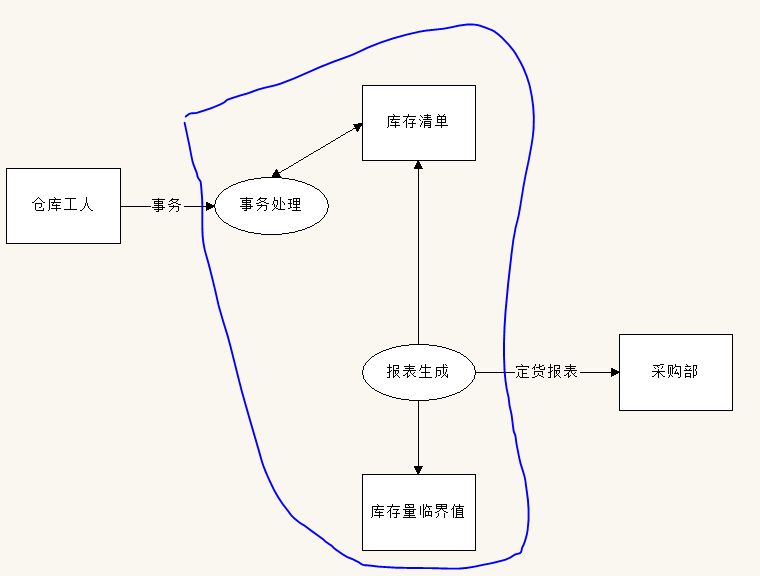 库存清单
仓库工人
事务
事务处理
报表生成
定货报表
采购部
库存量临界值